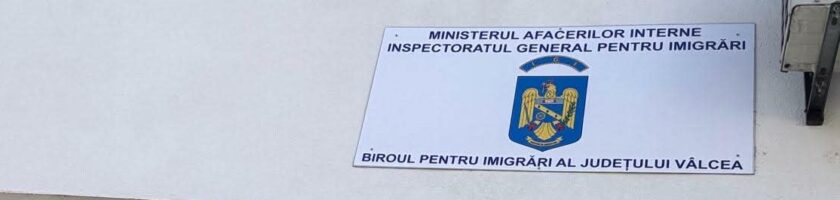 MINISTERUL AFACERILOR INTERNE
INSPECTORATUL GENERAL PENTRU IMIGRĂRI
I G I
BIROUL PENTRU IMIGRĂRI AL JUDEȚULUI VÂLCEA